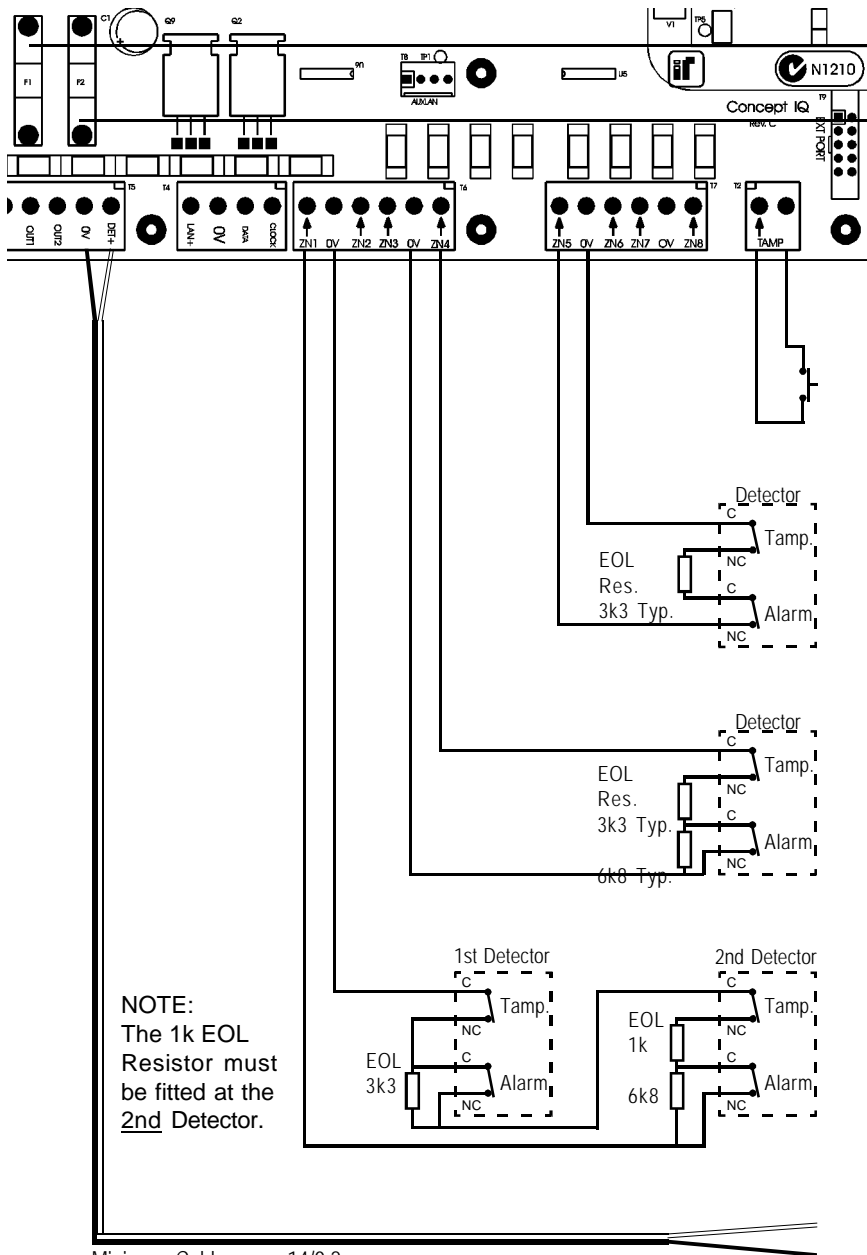 C1
Q9
Q2
V1
TP5
F1
F2
T8
TP1
U6
U5
N1210
AUXLAN
Concept IQ
Rev. C
T9
EXT PORT
T5
T4
T6
T7
T2
OUT1
OUT2
0V
DET+
LAN+
0V
DATA
CLOCK
ZN1
0V
ZN2
ZN3
0V
ZN4
ZN5
0V
ZN6
ZN7
0V
ZN8
TAMP
Detector
C
Tamp.
NC
EOL
Res.
3k3 Typ.
C
Alarm
NC
Detector
C
Tamp.
NC
EOL
Res.
3k3 Typ.
C
Alarm
NC
6k8 Typ.
1st Detector
C
Tamp.
NC
EOL
3k3
C
Alarm
NC
2nd Detector
C
Tamp.
NC
EOL
1k
C
6k8
Alarm
NC
NOTE:
The 1k EOL
Resistor must
be fitted at the
2nd Detector.